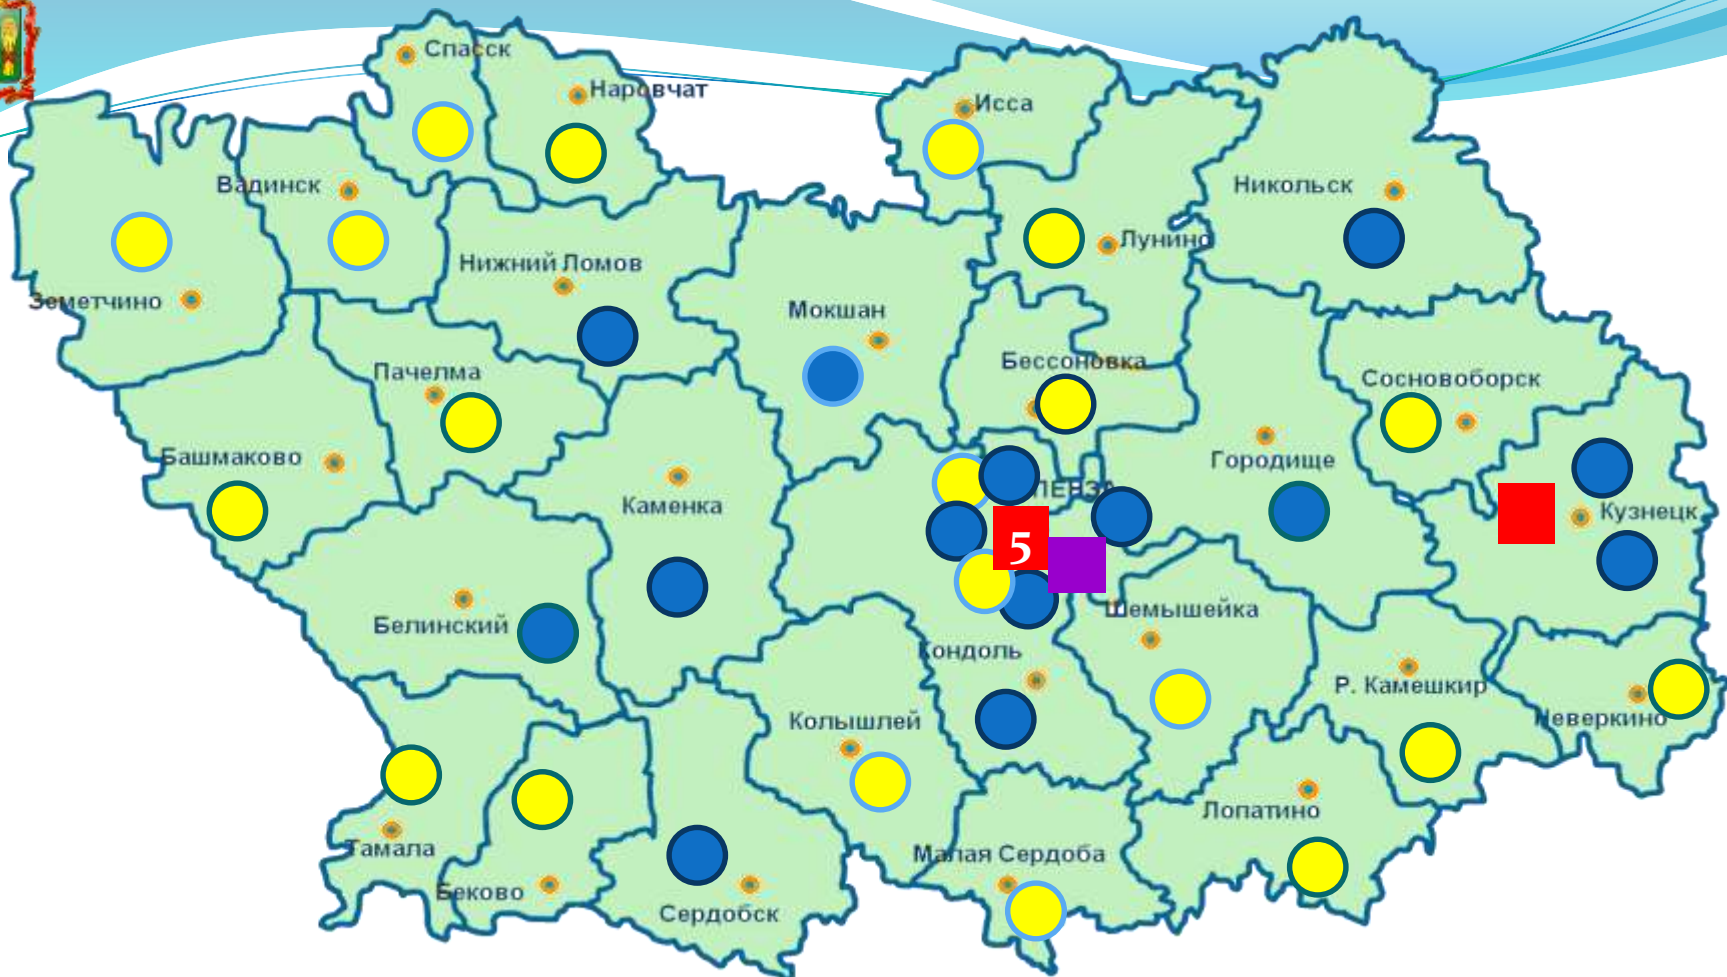 Спасск
Наровчат
Исса
Вадинск
Никольск
Лунино
Нижний Ломов
Земетчино
Мокшан
Бессоновка
Пачелма
Сосновоборск
Башмаково
Городище
ПЕНЗА
Каменка
Кузнецк
5
Белинский
Шемышейка
Кондоль
Р. Камешкир
Колышлей
Неверкино
Лопатино
Тамала
Малая Сердоба
Беково
Сердобск